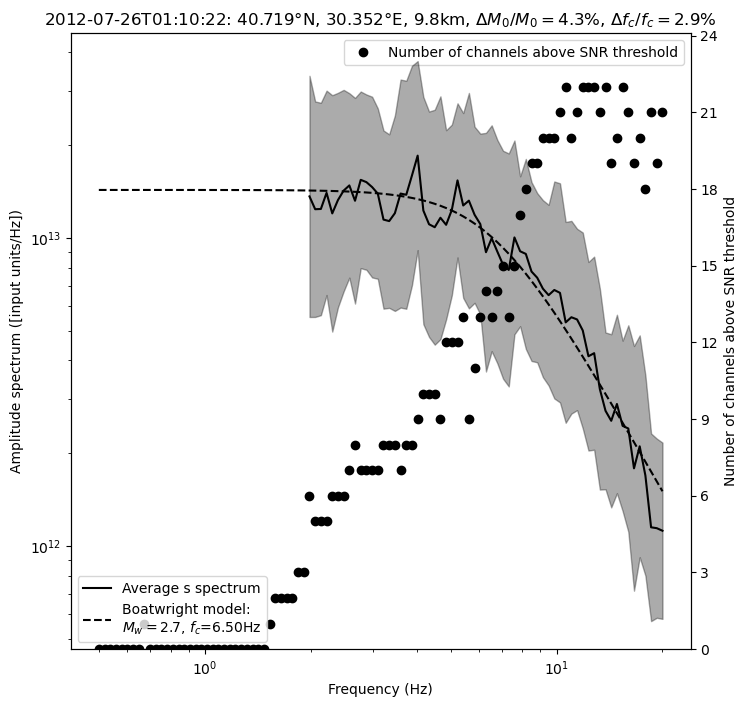 2012-07-26T01:10:22: 40.719°N, 30.352°E, 9.8km, ΔM₀/M₀ = 4.3%, Δf_c/f_c = 2.9%
Number of channels above SNR threshold
Amplitude spectrum ([input units/Hz])
10¹³
10¹²
24
21
18
15
12
9
6
3
0
Number of channels above SNR threshold
Average s spectrum
Boatwright model:
M_w = 2.7, f_c=6.50Hz
10⁰
10¹
Frequency (Hz)